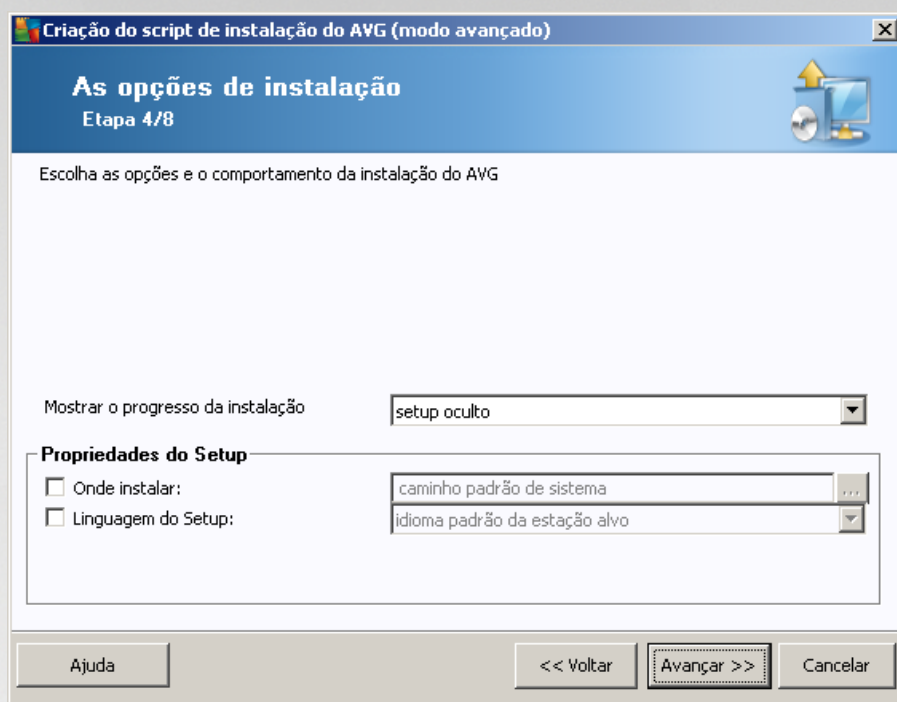 Criação do script de instalação do AVG (modo avançado)
As opções de instalação
Etapa 4/8
Escolha as opções e o comportamento da instalação do AVG
Mostrar o progresso da instalação
setup oculto
Propriedades do Setup
Onde instalar:
caminho padrão de sistema
...
Linguagem do Setup:
idioma padrão da estação alvo
Ajuda
<< Voltar
Avançar >>
Cancelar